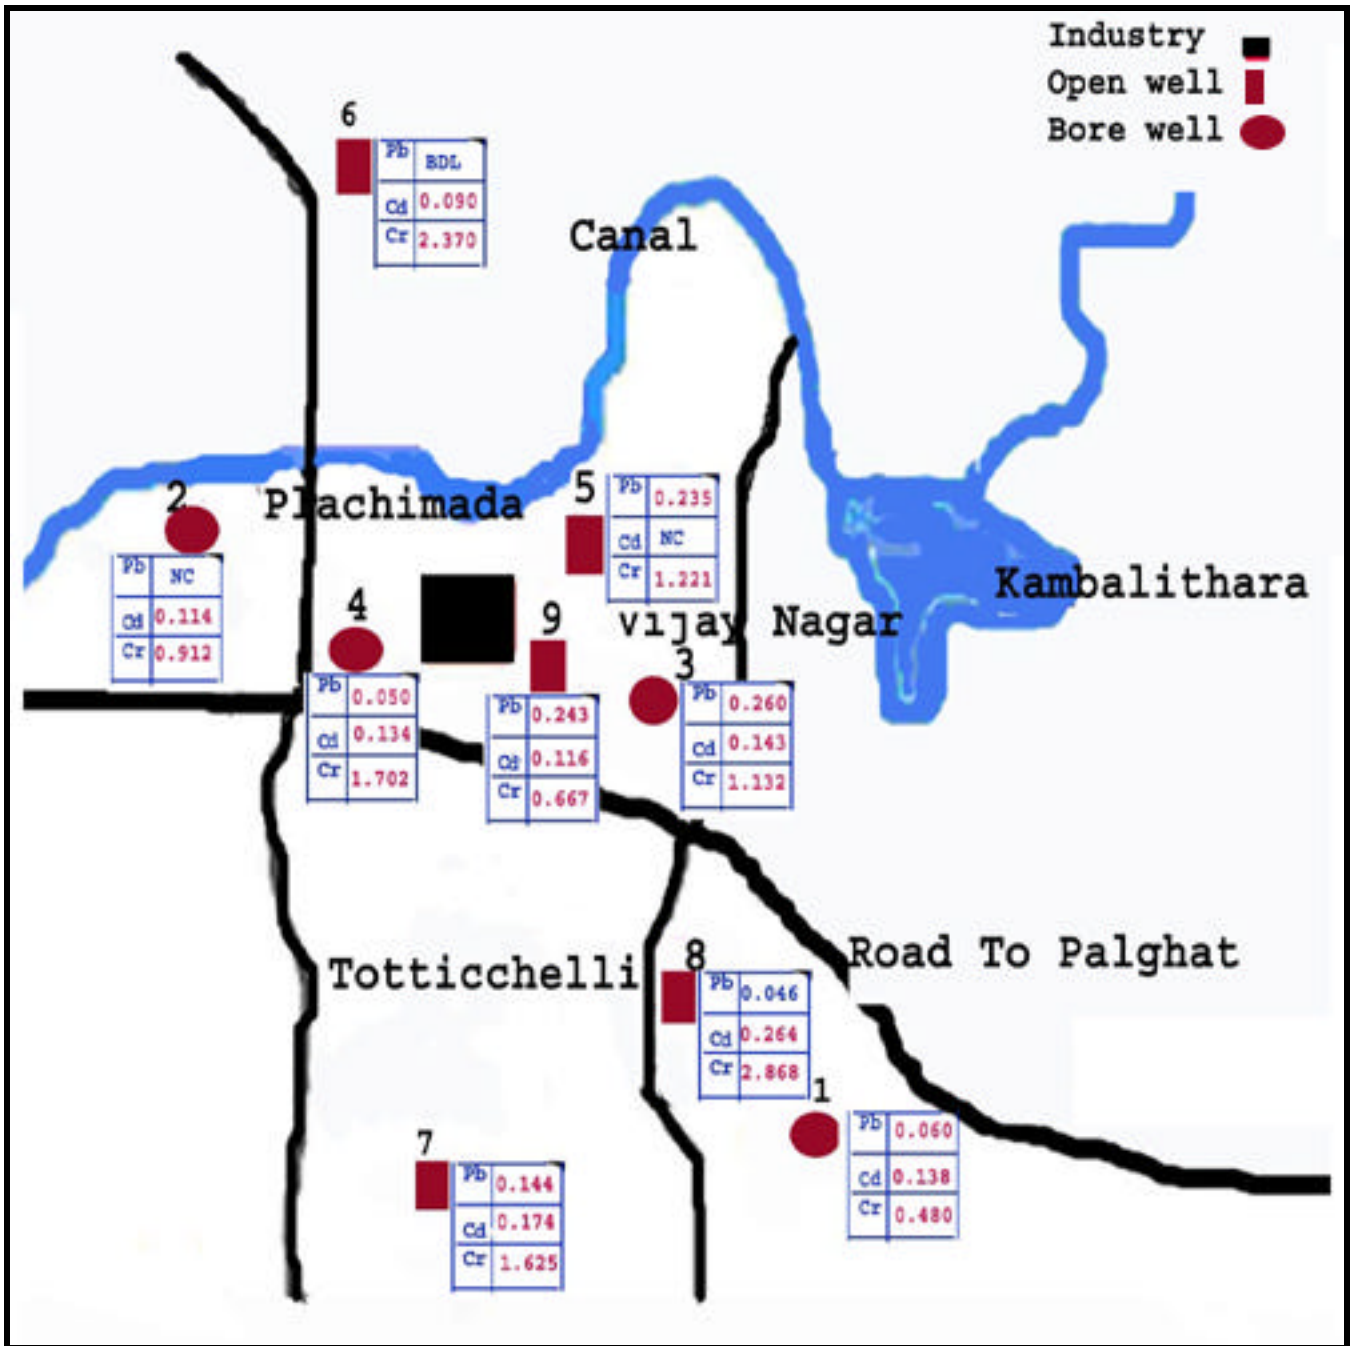 Industry
Open well
Bore well
6
Pb BDL
Cd 0.090
Cr 2.370
Canal
2
Plachimada
5
Pb 0.235
Cd NC
Cr 1.221
Pb NC
Cd 0.114
Cr 0.912
Kambalithara
4
9
Vijay Nagar
3
Pb 0.050
Cd 0.134
Cr 1.702
Pb 0.243
Cd 0.116
Cr 0.667
Pb 0.260
Cd 0.143
Cr 1.132
Totticchelli
8
Road To Palghat
Pb 0.046
Cd 0.264
Cr 2.868
1
Pb 0.060
Cd 0.138
Cr 0.480
7
Pb 0.144
Cd 0.174
Cr 1.625